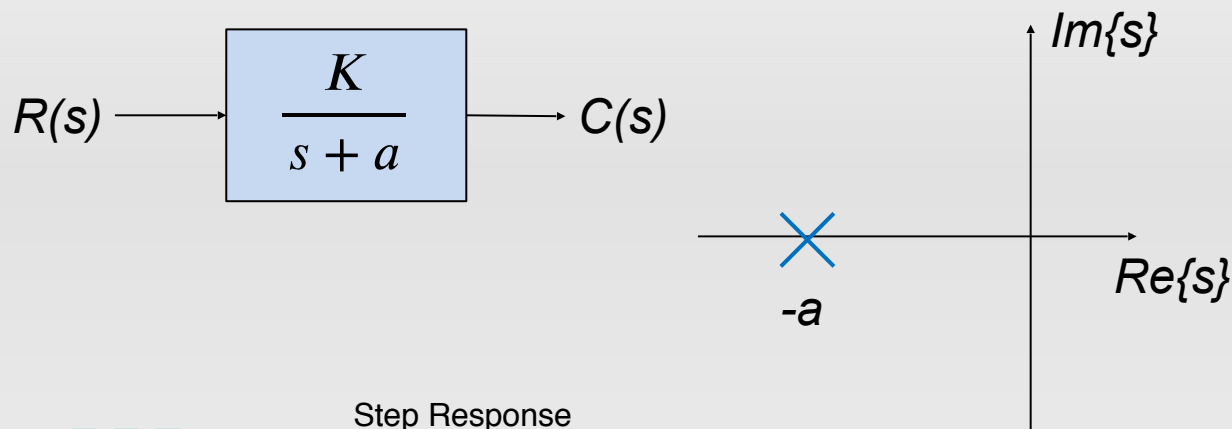 R(s)
K
s + a
C(s)
Im{s}
Re{s}
-a
Step Response